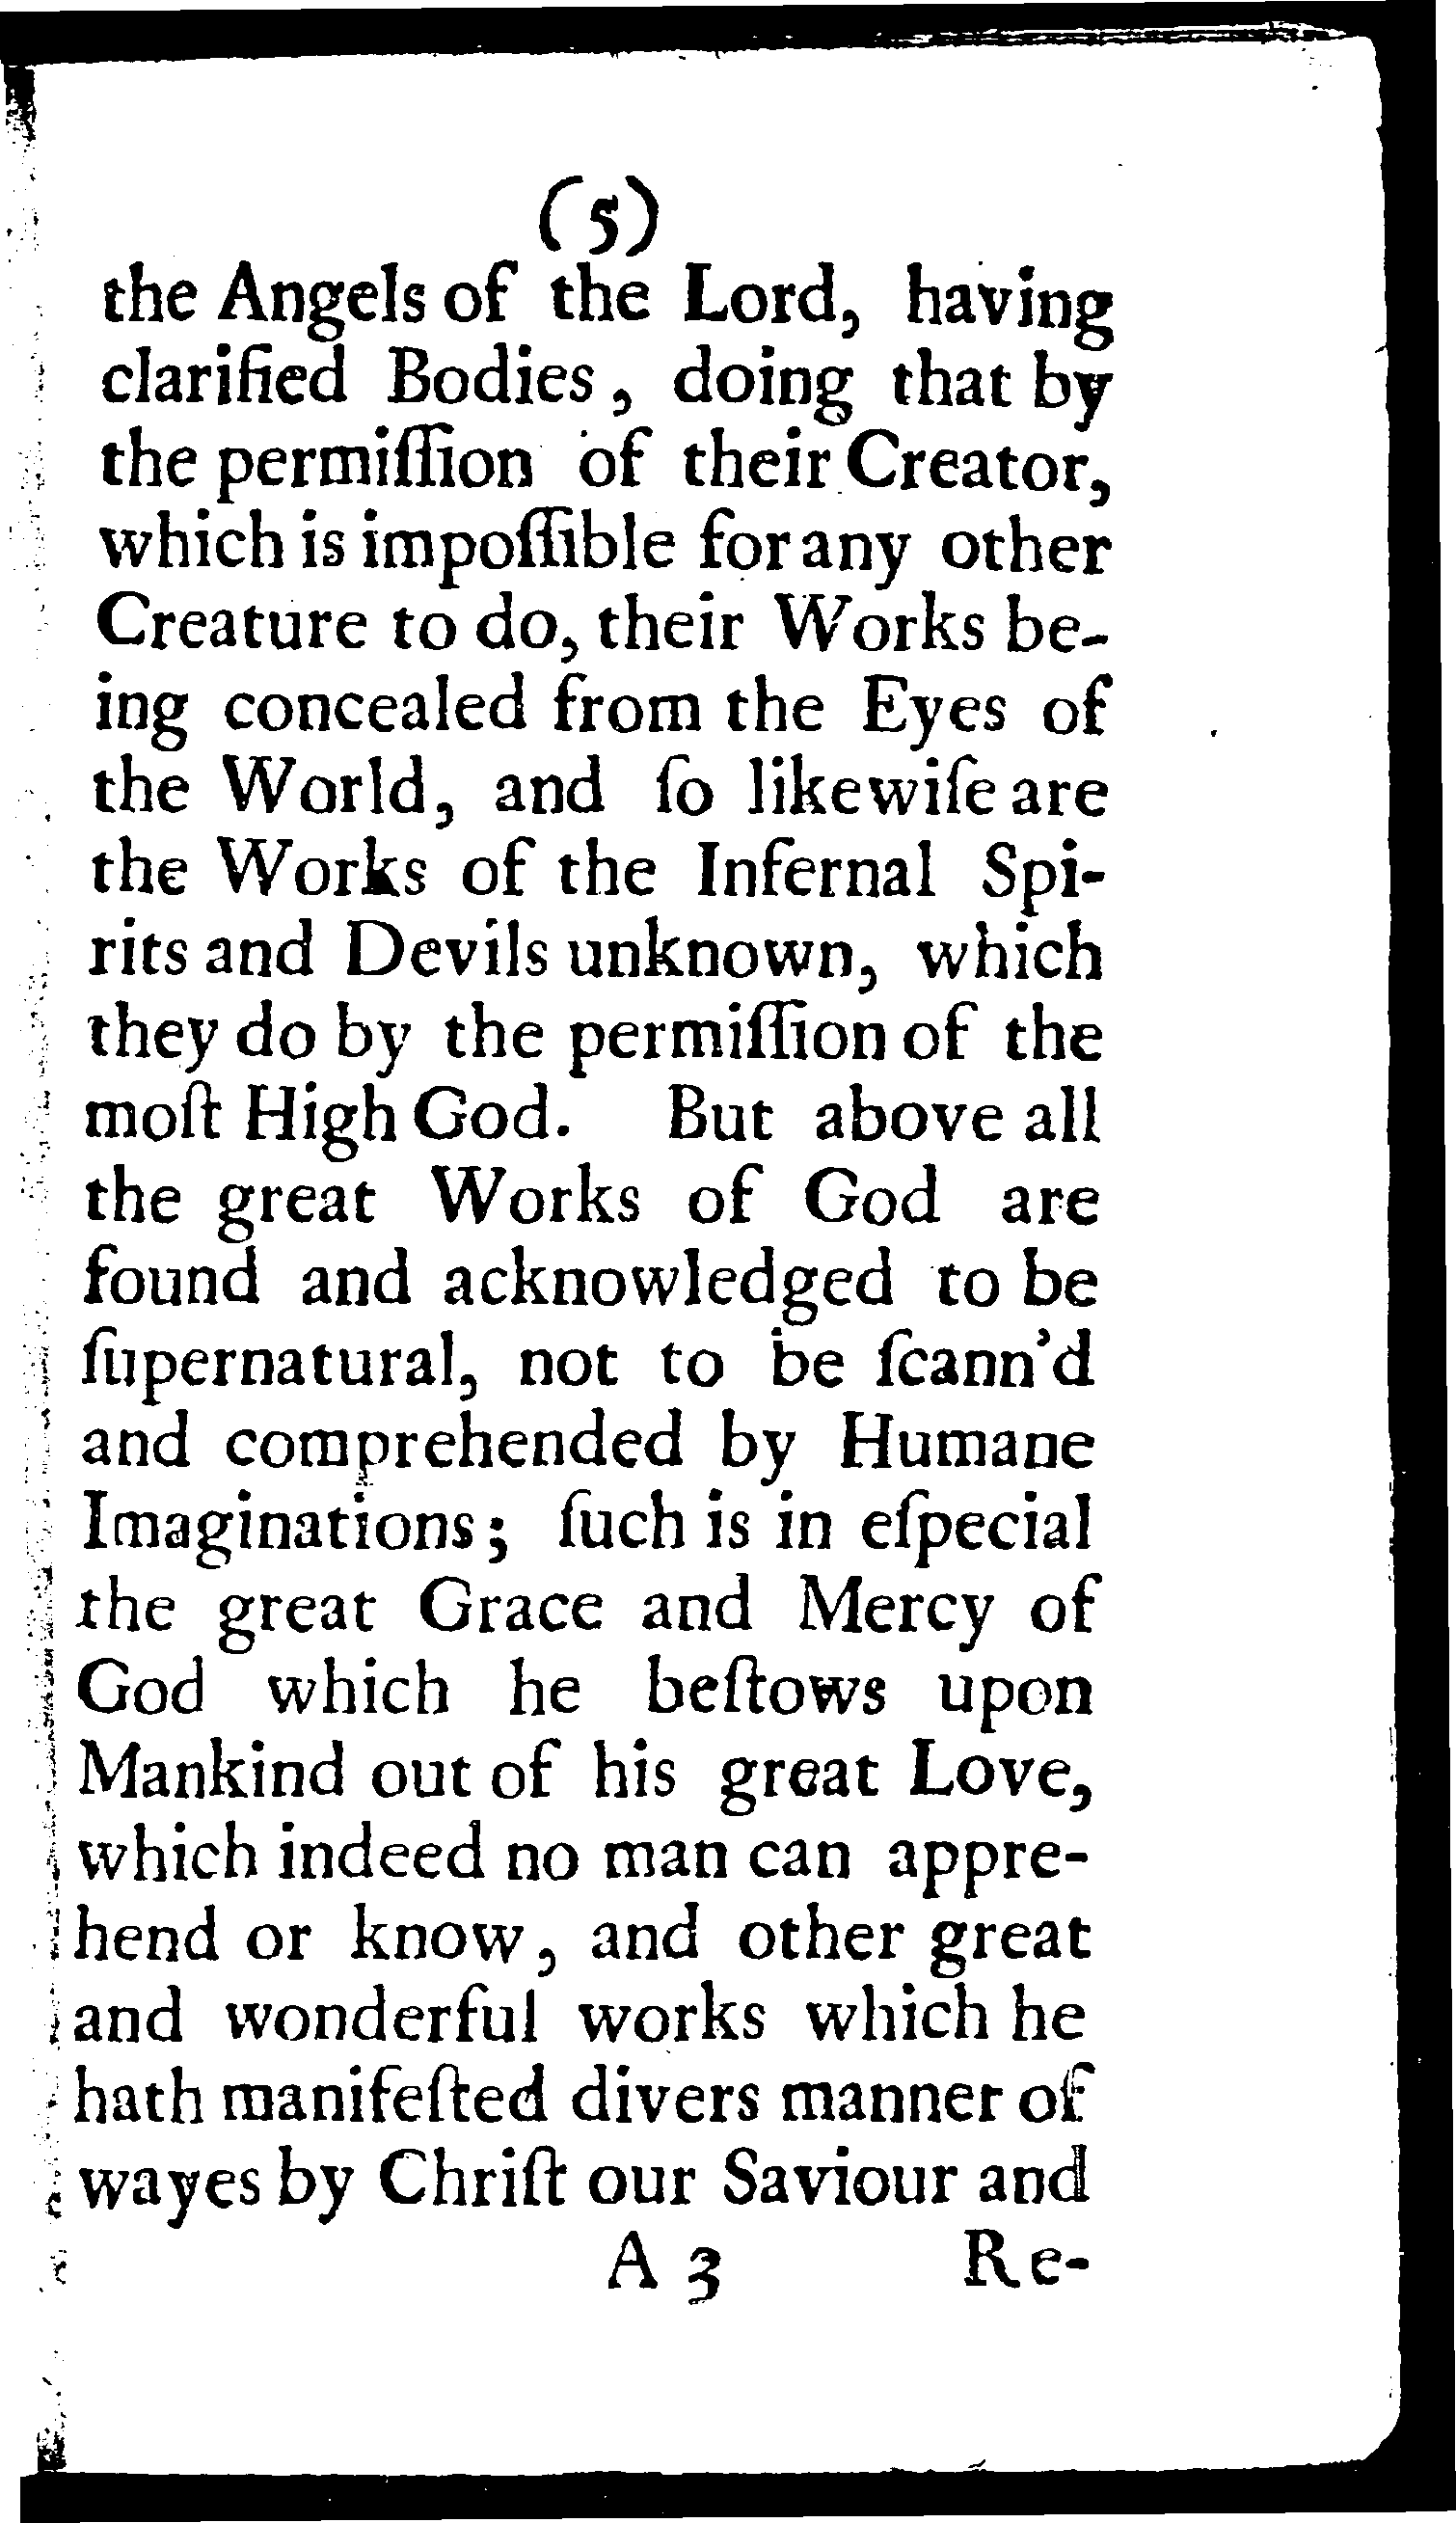 (5)
the Angels of the Lord, having
clarified Bodies, doing that by
the permiſſion of their Creator,
which is impoſſible for any other
Creature to do, their Works be-
ing concealed from the Eyes of
the World, and ſo likewiſe are
the Works of the Infernal Spi-
rits and Devils unknown, which
they do by the permiſſion of the
moſt High God. But above all
the great Works of God are
found and acknowledged to be
ſupernatural, not to be ſcann'd
and comprehended by Humane
Imaginations; ſuch is in eſpecial
the great Grace and Mercy of
God which he beſtows upon
Mankind out of his great Love,
which indeed no man can appre-
hend or know, and other great
and wonderful works which he
hath manifeſted divers manner of
wayes by Chriſt our Saviour and
A 3 Re-